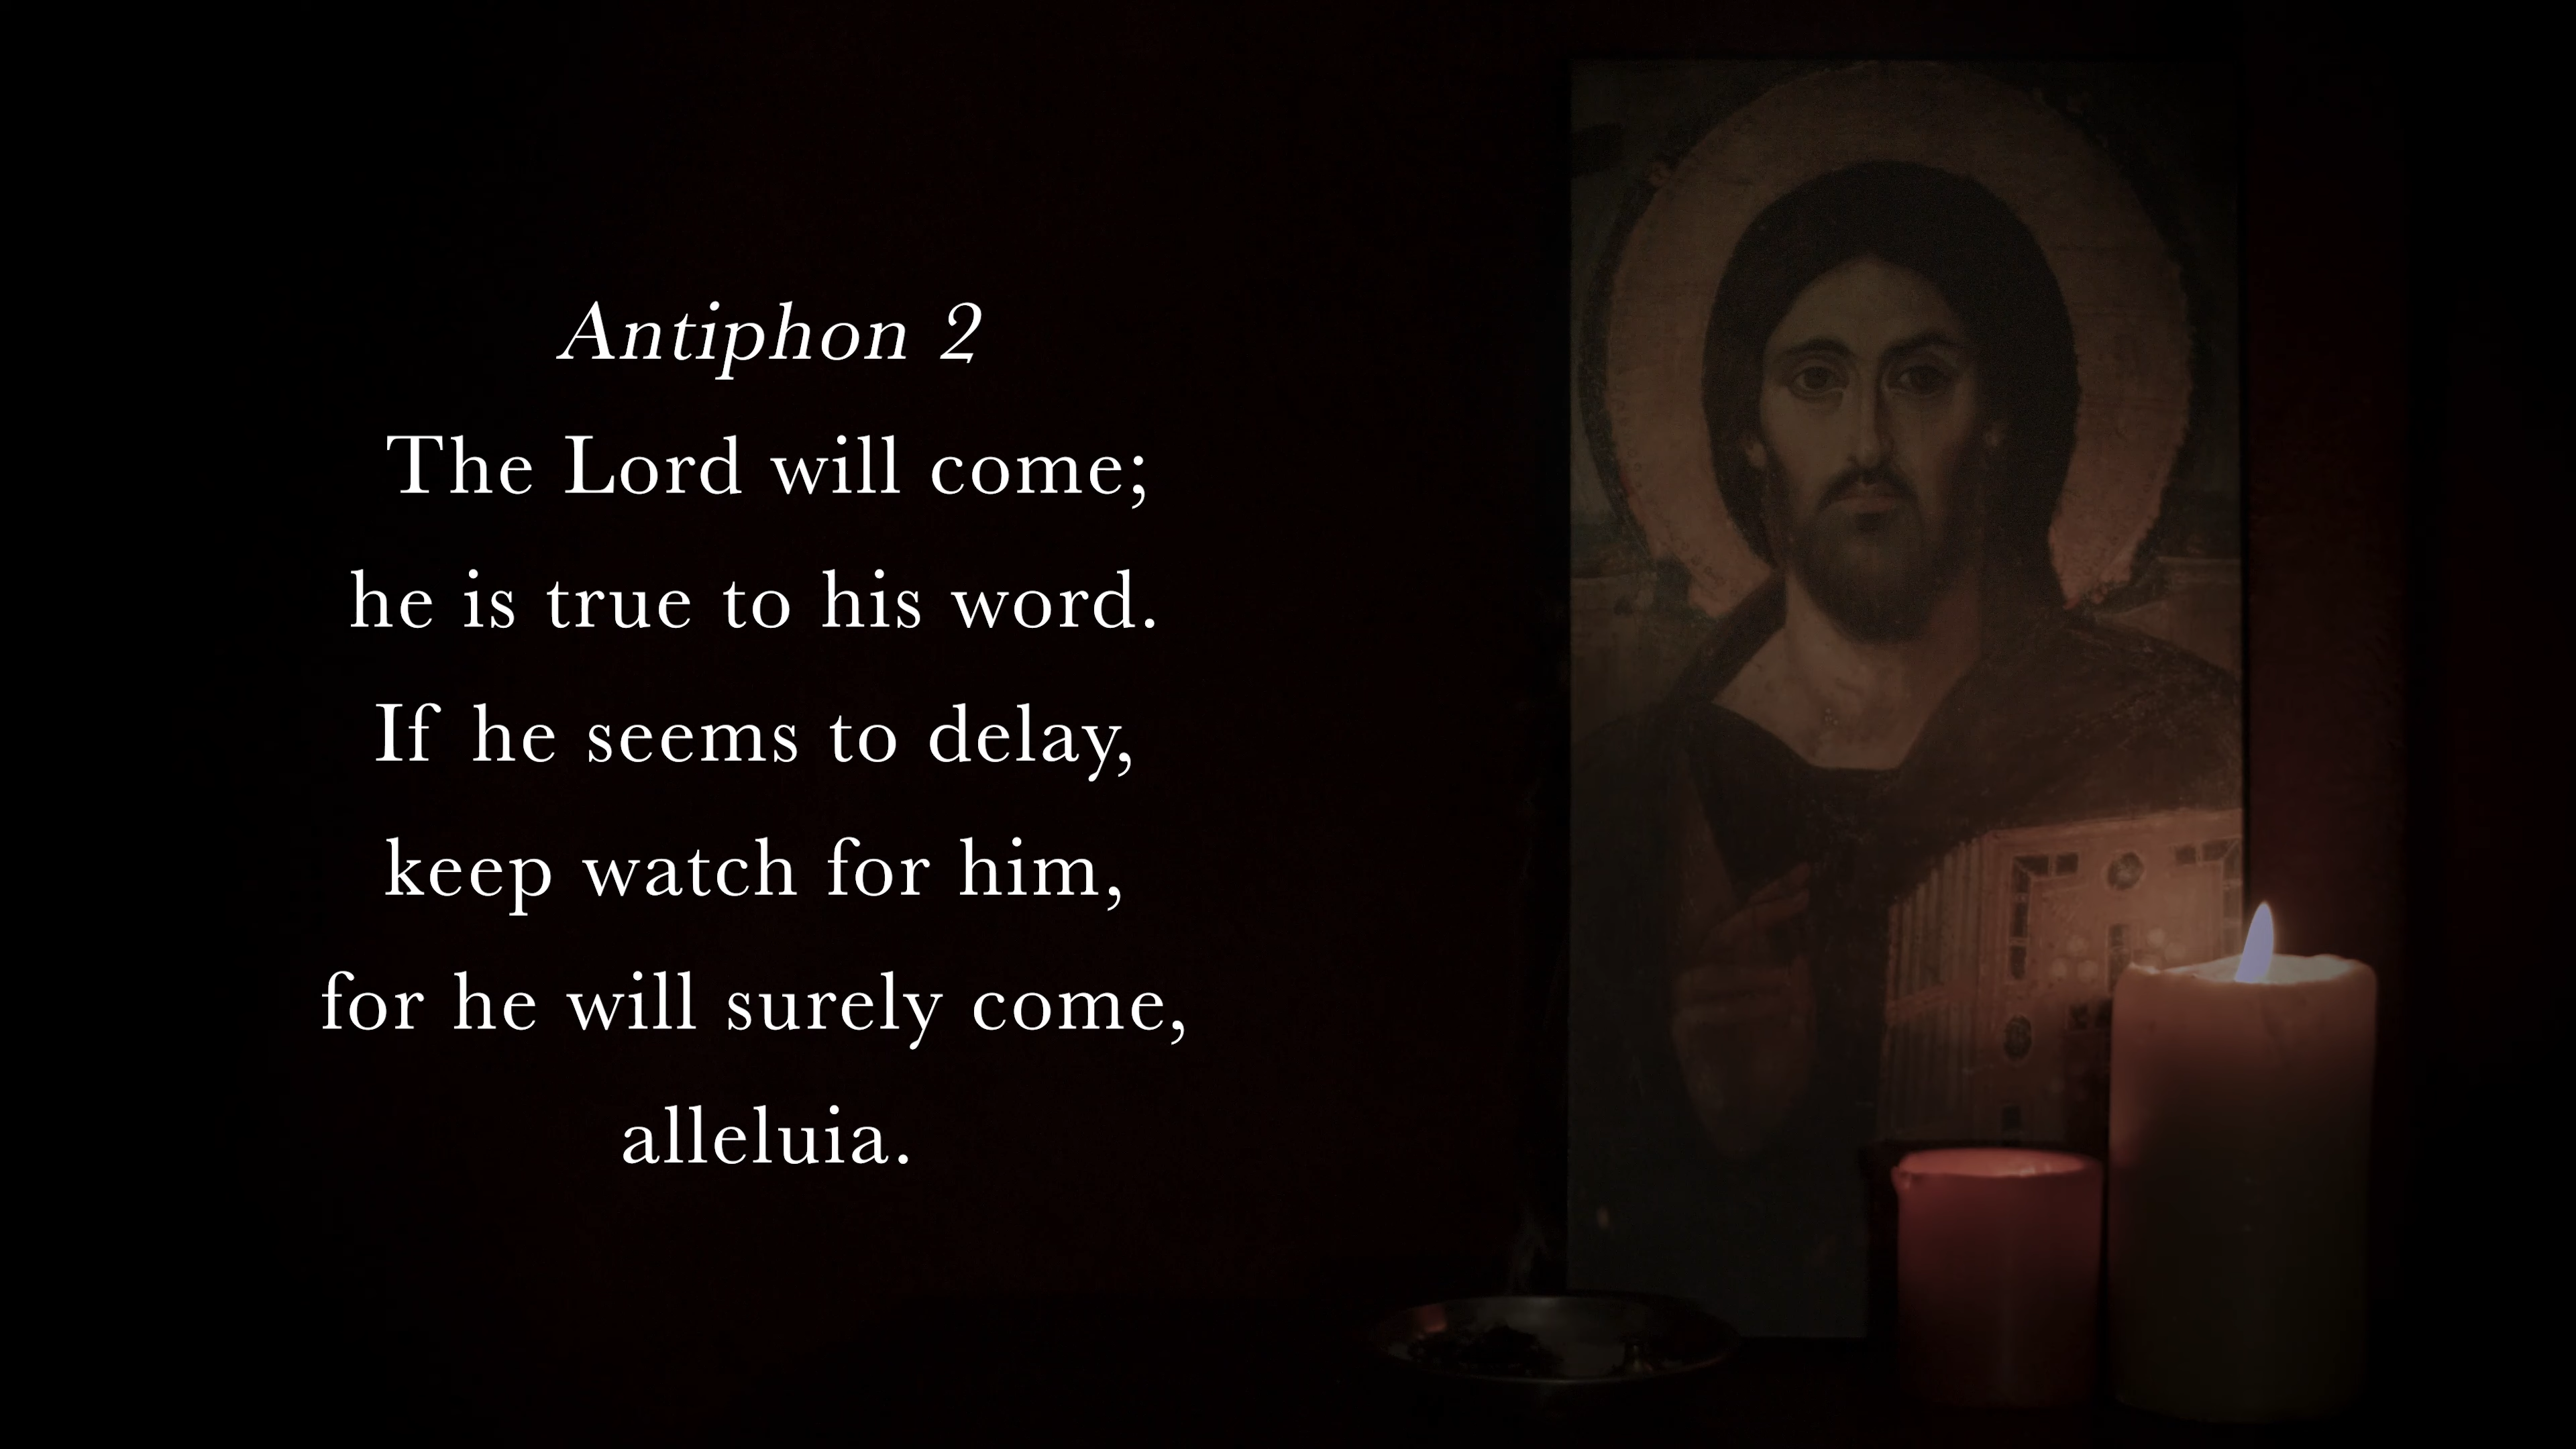 Antiphon 2
The Lord will come;
he is true to his word.
If he seems to delay,
keep watch for him,
for he will surely come,
alleluia.